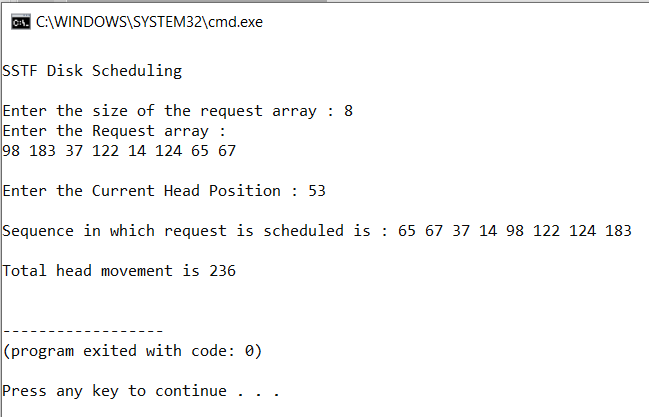 C:\WINDOWS\SYSTEM32\cmd.exe
SSTF Disk Scheduling
Enter the size of the request array : 8
Enter the Request array :
98 183 37 122 14 124 65 67
Enter the Current Head Position : 53
Sequence in which request is scheduled is : 65 67 37 14 98 122 124 183
Total head movement is 236
------------------
(program exited with code: 0)
Press any key to continue . . .